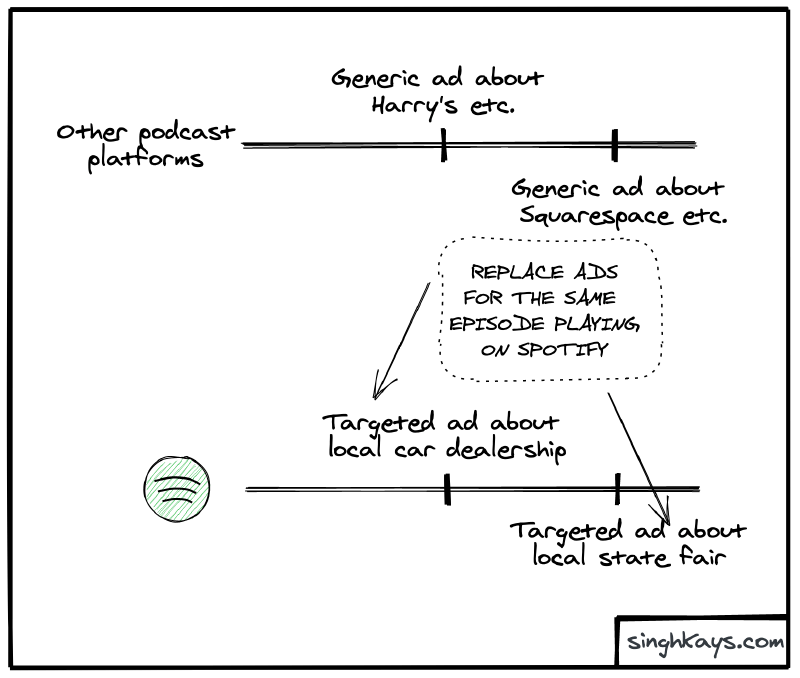 Generic ad about
Harry's etc.
Other podcast
platforms
Generic ad about
Squarespace etc.
REPLACE ADS
FOR THE SAME
EPISODE PLAYING
ON SPOTIFY
Targeted ad about
local car dealership
Targeted ad about
local state fair
singhkays.com